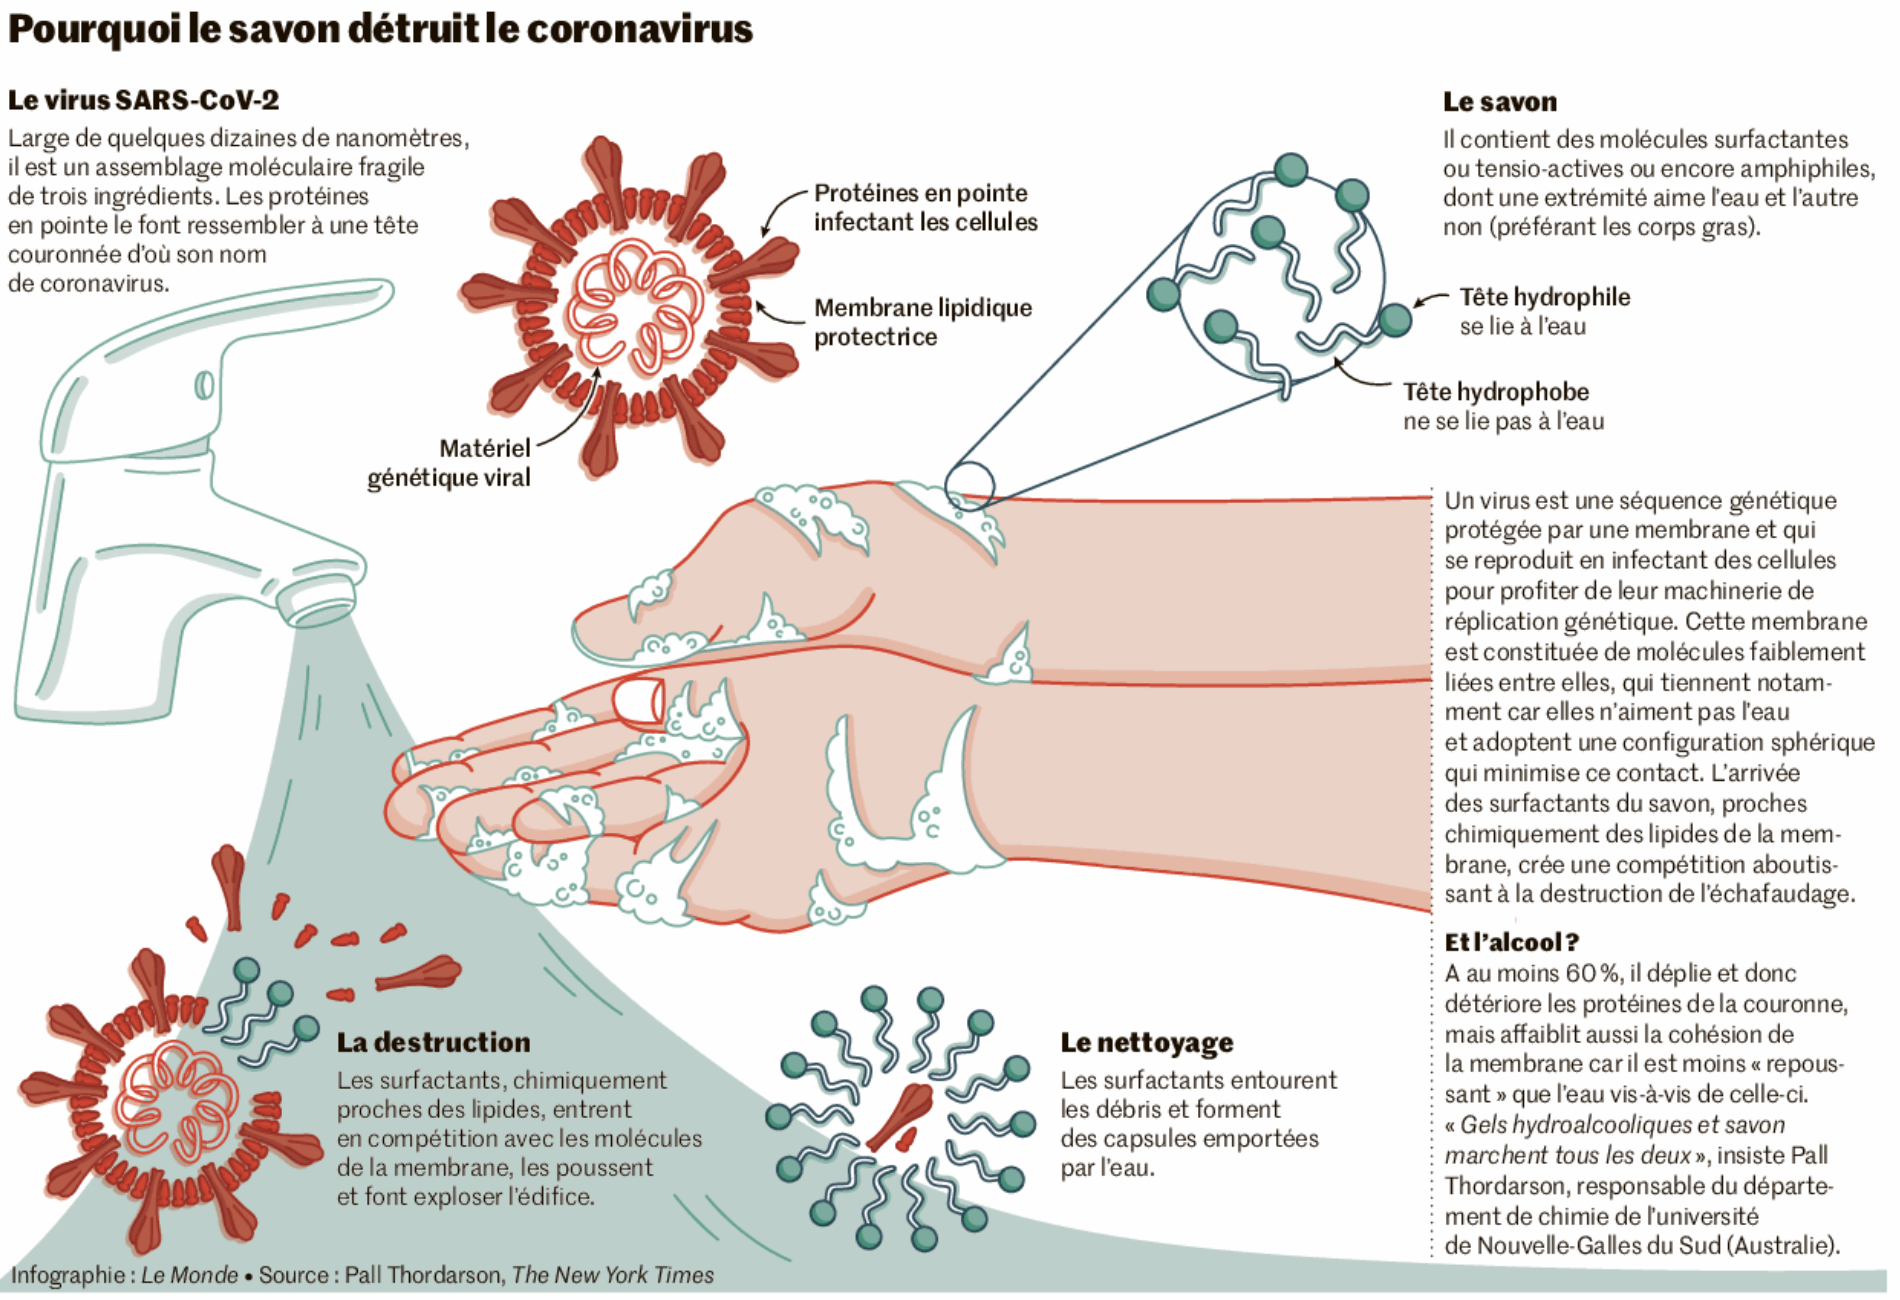 Pourquoi le savon détruit le coronavirus
Le virus SARS-CoV-2
Large de quelques dizaines de nanomètres,
il est un assemblage moléculaire fragile
de trois ingrédients. Les protéines
en pointe le font ressembler à une tête
couronnée d'où son nom
de coronavirus.
Protéines en pointe
infectant les cellules
Membrane lipidique
protectrice
Matériel
génétique viral
Le savon
Il contient des molécules surfactantes
ou tensio-actives ou encore amphiphiles,
dont une extrémité aime l'eau et l'autre
non (préférant les corps gras).
Tête hydrophile
se lie à l'eau
Tête hydrophobe
ne se lie pas à l'eau
Un virus est une séquence génétique
protégée par une membrane et qui
se reproduit en infectant des cellules
pour profiter de leur machinerie de
réplication génétique. Cette membrane
est constituée de molécules faiblement
liées entre elles, qui tiennent notam-
ment car elles n'aiment pas l'eau
et adoptent une configuration sphérique
qui minimise ce contact. L'arrivée
des surfactants du savon, proches
chimiquement des lipides de la mem-
brane, crée une compétition aboutis-
sant à la destruction de l'échafaudage.
Et l'alcool ?
A au moins 60 %, il déplie et donc
détériore les protéines de la couronne,
mais affaiblit aussi la cohésion de
la membrane car il est moins « repous-
sant » que l'eau vis-à-vis de celle-ci.
« Gels hydroalcooliques et savon
marchent tous les deux », insiste Pall
Thordarson, responsable du départe-
ment de chimie de l'université
de Nouvelle-Galles du Sud (Australie).
La destruction
Les surfactants, chimiquement
proches des lipides, entrent
en compétition avec les molécules
de la membrane, les poussent
et font exploser l'édifice.
Le nettoyage
Les surfactants entourent
les débris et forment
des capsules emportées
par l'eau.
Infographie : Le Monde • Source : Pall Thordarson, The New York Times